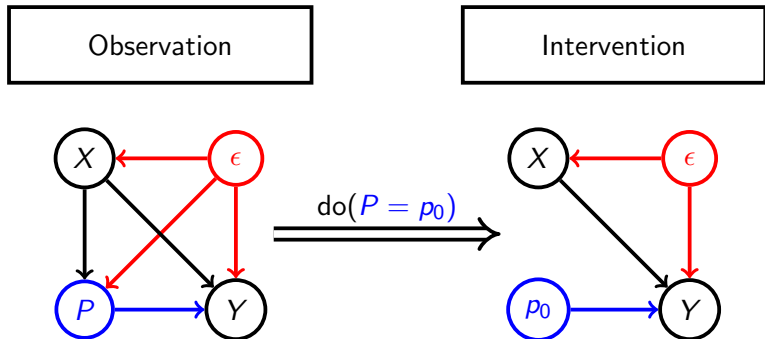 Observation Intervention
X ϵ X ϵ
do(P = p₀)
P Y p₀ Y